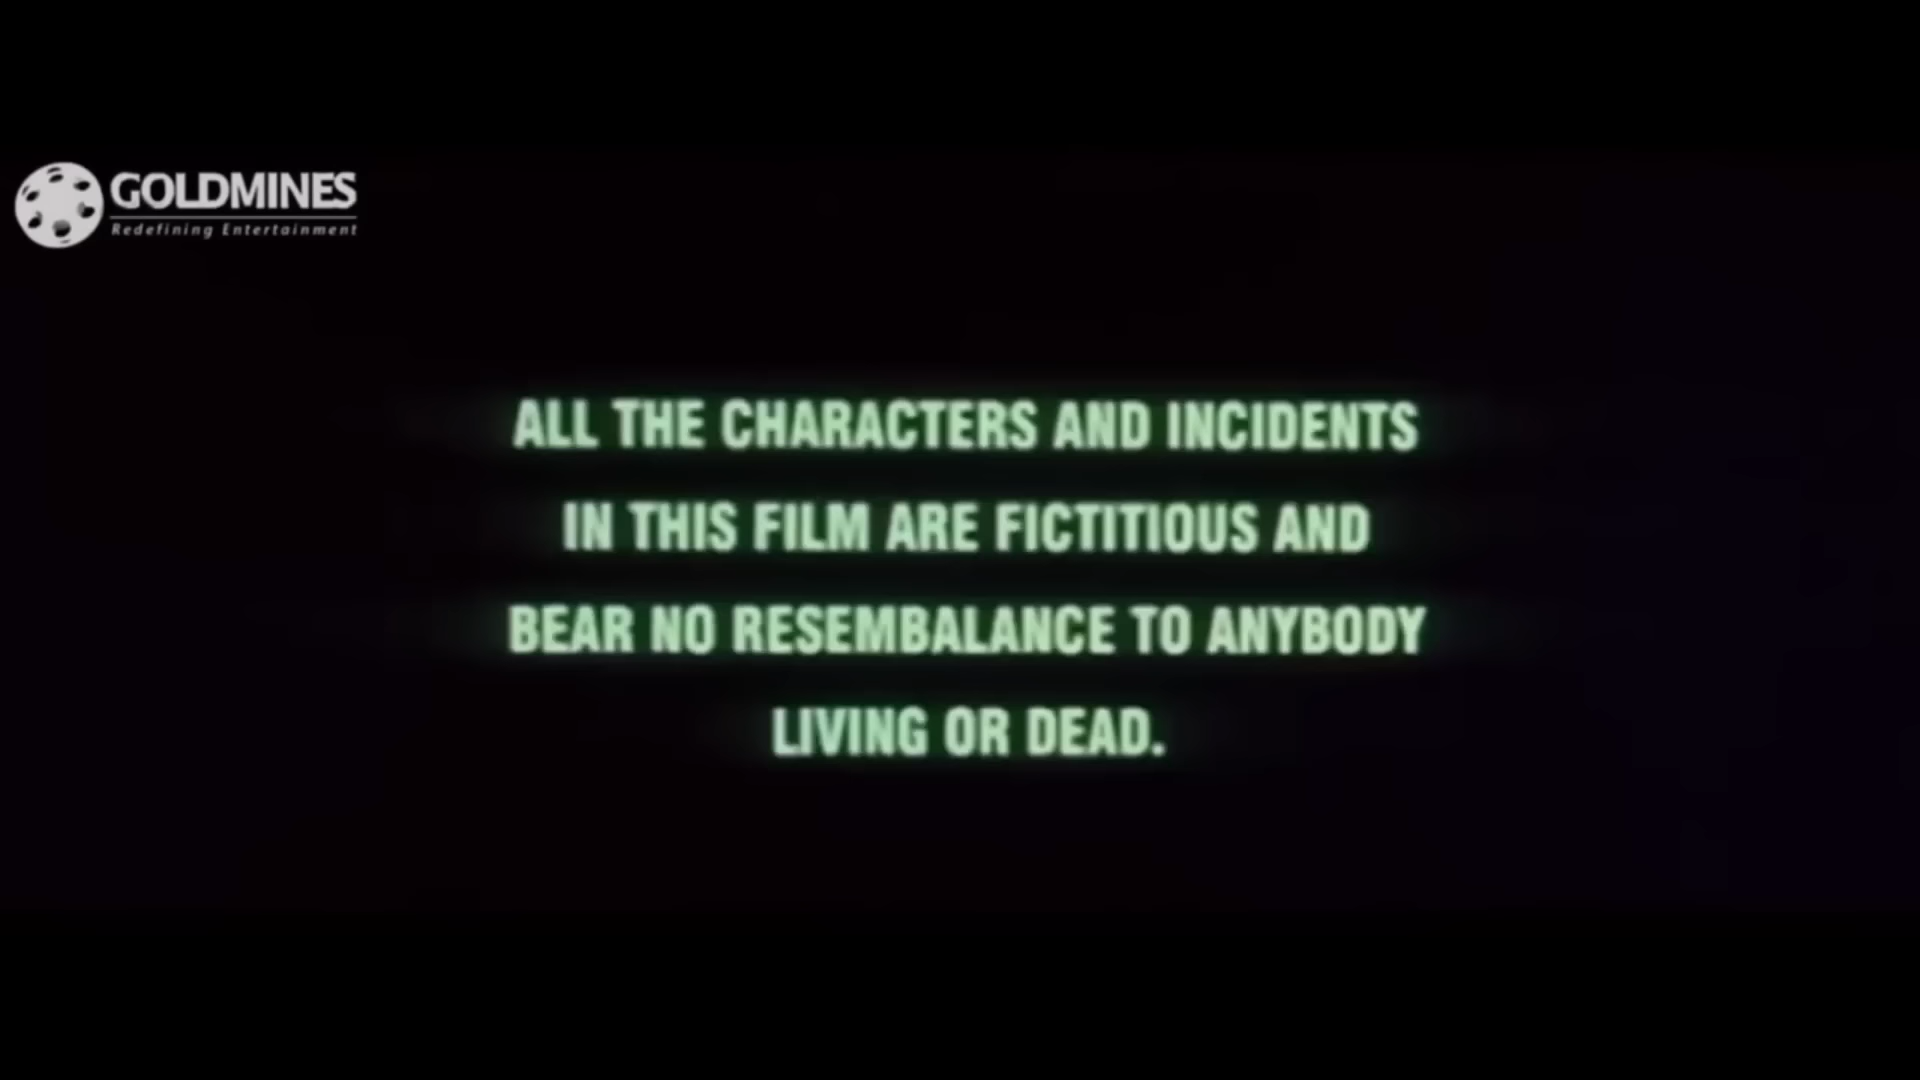 GOLDMINES
Redefining Entertainment
ALL THE CHARACTERS AND INCIDENTS
IN THIS FILM ARE FICTITIOUS AND
BEAR NO RESEMBALANCE TO ANYBODY
LIVING OR DEAD.